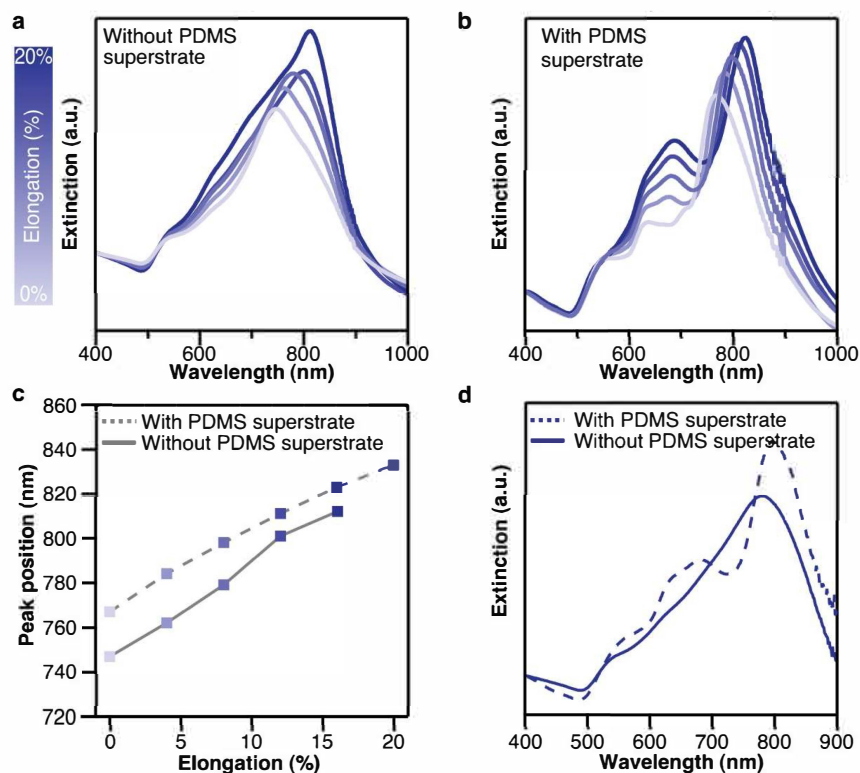 a
Without PDMS
superstrate
20%
Elongation (%)
0%
Extinction (a.u.)
400 600 800 1000
Wavelength (nm)
b
With PDMS
superstrate
Extinction (a.u.)
400 600 800 1000
Wavelength (nm)
c
860
840
820
800
780
760
740
720
Peak position (nm)
With PDMS superstrate
Without PDMS superstrate
0 5 10 15 20
Elongation (%)
d
With PDMS superstrate
Without PDMS superstrate
Extinction (a.u.)
400 500 600 700 800 900
Wavelength (nm)